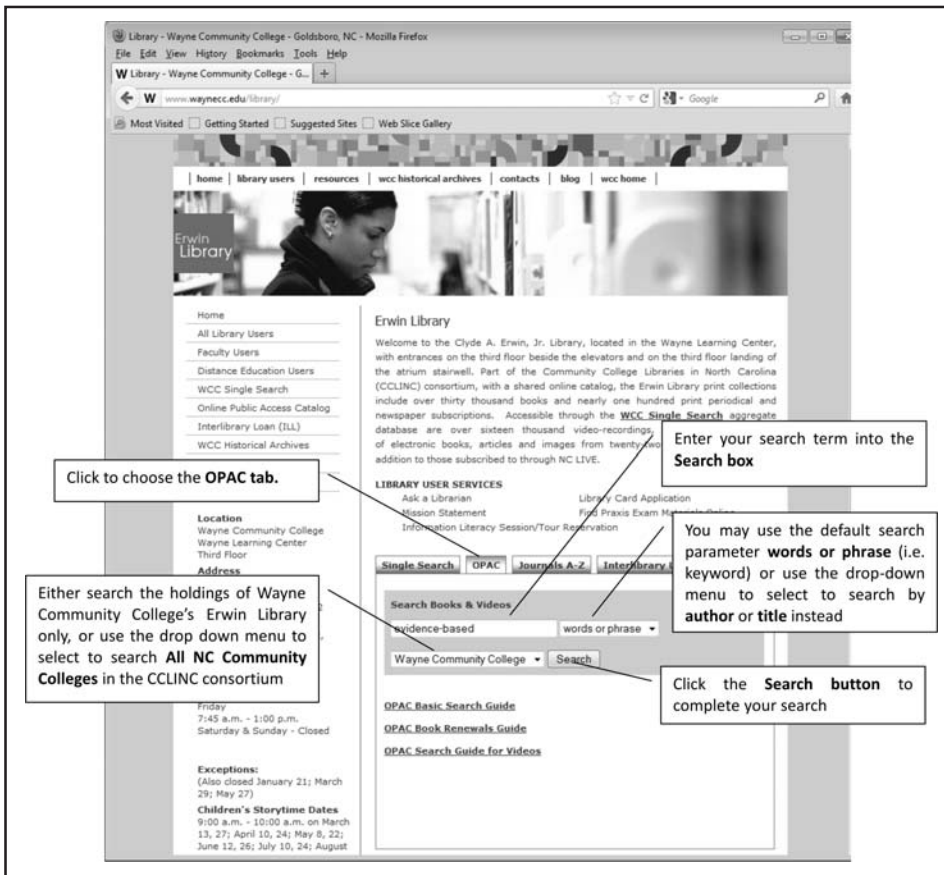 Library - Wayne Community College - Goldsboro, NC - Mozilla Firefox
File Edit View History Bookmarks Tools Help
W Library - Wayne Community College - G... +
W www.waynecc.edu/library/ Google
Most Visited Getting Started Suggested Sites Web Slice Gallery
home | library users | resources | wcc historical archives | contacts | blog | wcc home |
Erwin
Library
Home
All Library Users
Faculty Users
Distance Education Users
WCC Single Search
Online Public Access Catalog
Interlibrary Loan (ILL)
WCC Historical Archives
Erwin Library
Welcome to the Clyde A. Erwin, Jr. Library, located in the Wayne Learning Center,
with entrances on the third floor beside the elevators and on the third floor landing of
the atrium stairwell. Part of the Community College Libraries in North Carolina
(CCLINC) consortium, with a shared online catalog, the Erwin Library print collections
include over thirty thousand books and nearly one hundred print periodical and
newspaper subscriptions. Accessible through the WCC Single Search aggregate
database are over sixteen thousand video-recordings,
of electronic books, articles and images from twenty-two
addition to those subscribed to through NC LIVE.
Enter your search term into the
Search box
Click to choose the OPAC tab.
LIBRARY USER SERVICES
Ask a Librarian Library Card Application
Mission Statement Find Praxis Exam Materials Online
Information Literacy Session/Tour Reservation
You may use the default search
parameter words or phrase (i.e.
keyword) or use the drop-down
menu to select to search by
author or title instead
Location
Wayne Community College
Wayne Learning Center
Third Floor
Address
Single Search OPAC Journals A-Z Interlibrary
Either search the holdings of Wayne
Community College's Erwin Library
only, or use the drop down menu to
select to search All NC Community
Colleges in the CCLINC consortium
Search Books & Videos
evidence-based words or phrase
Wayne Community College Search
Click the Search button to
complete your search
Friday
7:45 a.m. - 1:00 p.m.
Saturday & Sunday - Closed
OPAC Basic Search Guide
OPAC Book Renewals Guide
OPAC Search Guide for Videos
Exceptions:
(Also closed January 21; March
29; May 27)
Children's Storytime Dates
9:00 a.m. - 10:00 a.m. on March
13, 27; April 10, 24; May 8, 22;
June 12, 26; July 10, 24; August